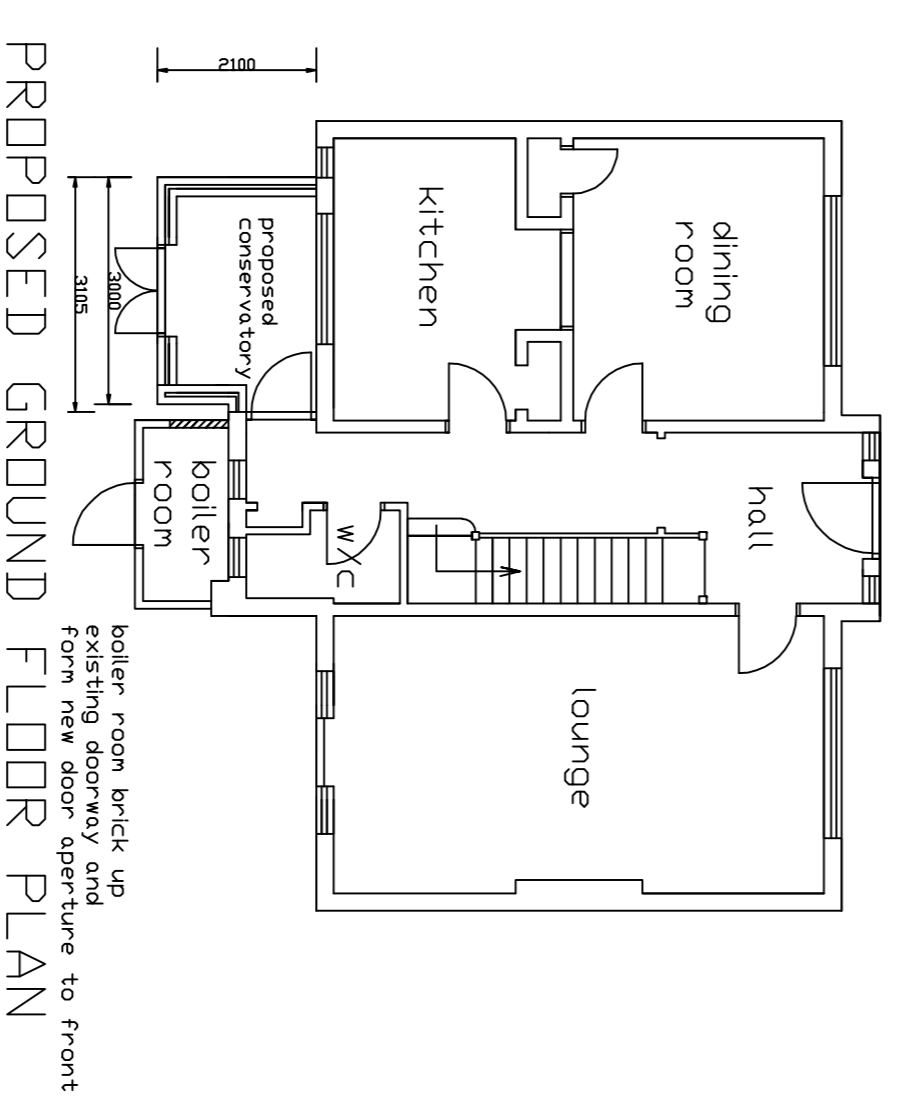 2100
dining
room
kitchen
proposed
conservatory
3000
3105
hall
w/c
boiler
room
lounge
boiler room brick up
existing doorway and
form new door aperture to front
PROPOSED GROUND FLOOR PLAN